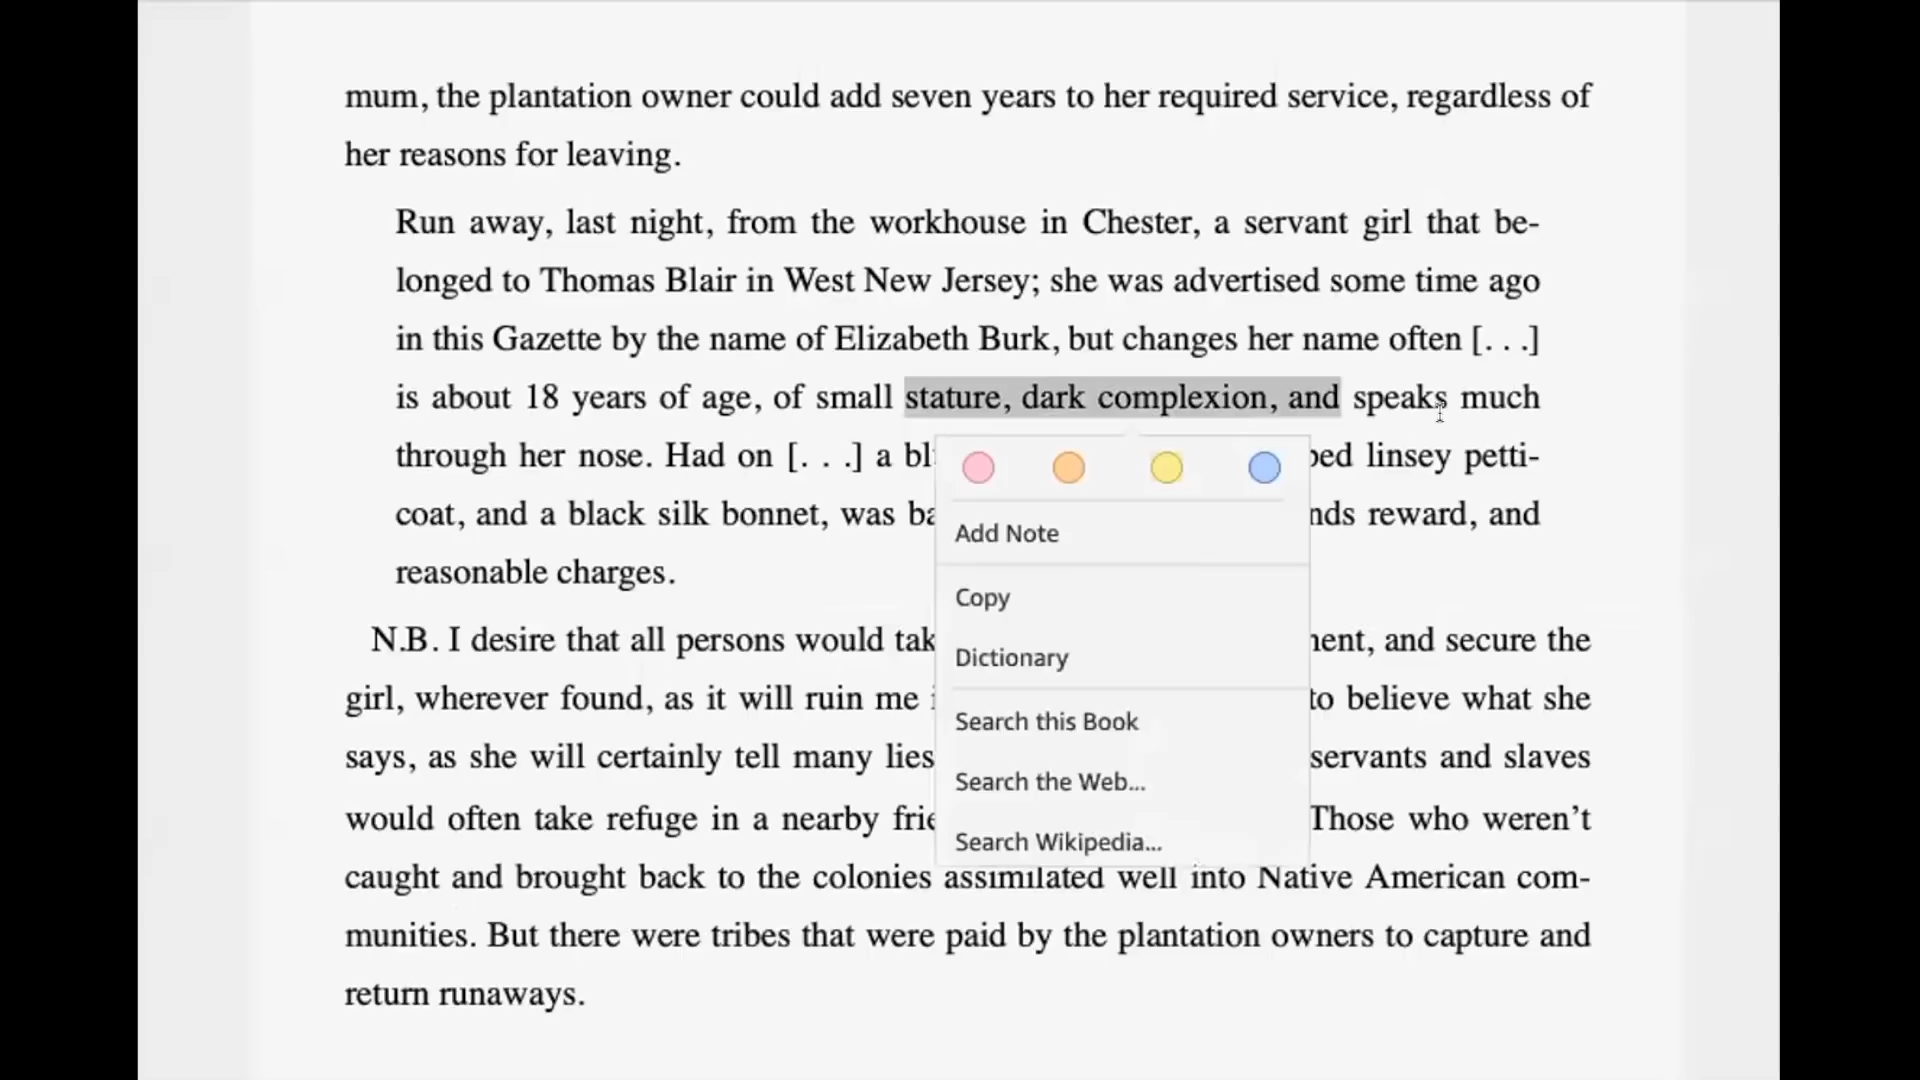 mum, the plantation owner could add seven years to her required service, regardless of
her reasons for leaving.
Run away, last night, from the workhouse in Chester, a servant girl that be-
longed to Thomas Blair in West New Jersey; she was advertised some time ago
in this Gazette by the name of Elizabeth Burk, but changes her name often [. . .]
is about 18 years of age, of small stature, dark complexion, and speaks much
through her nose. Had on [. . .] a linsey petti-
coat, and a black silk bonnet, was reward, and
reasonable charges.
N.B. I desire that all persons would and secure the
girl, wherever found, as it will ruin me to believe what she
says, as she will certainly tell many lies servants and slaves
would often take refuge in a nearby Those who weren’t
caught and brought back to the colonies assimilated well into Native American com-
munities. But there were tribes that were paid by the plantation owners to capture and
return runaways.
Add Note
Copy
Dictionary
Search this Book
Search the Web...
Search Wikipedia...